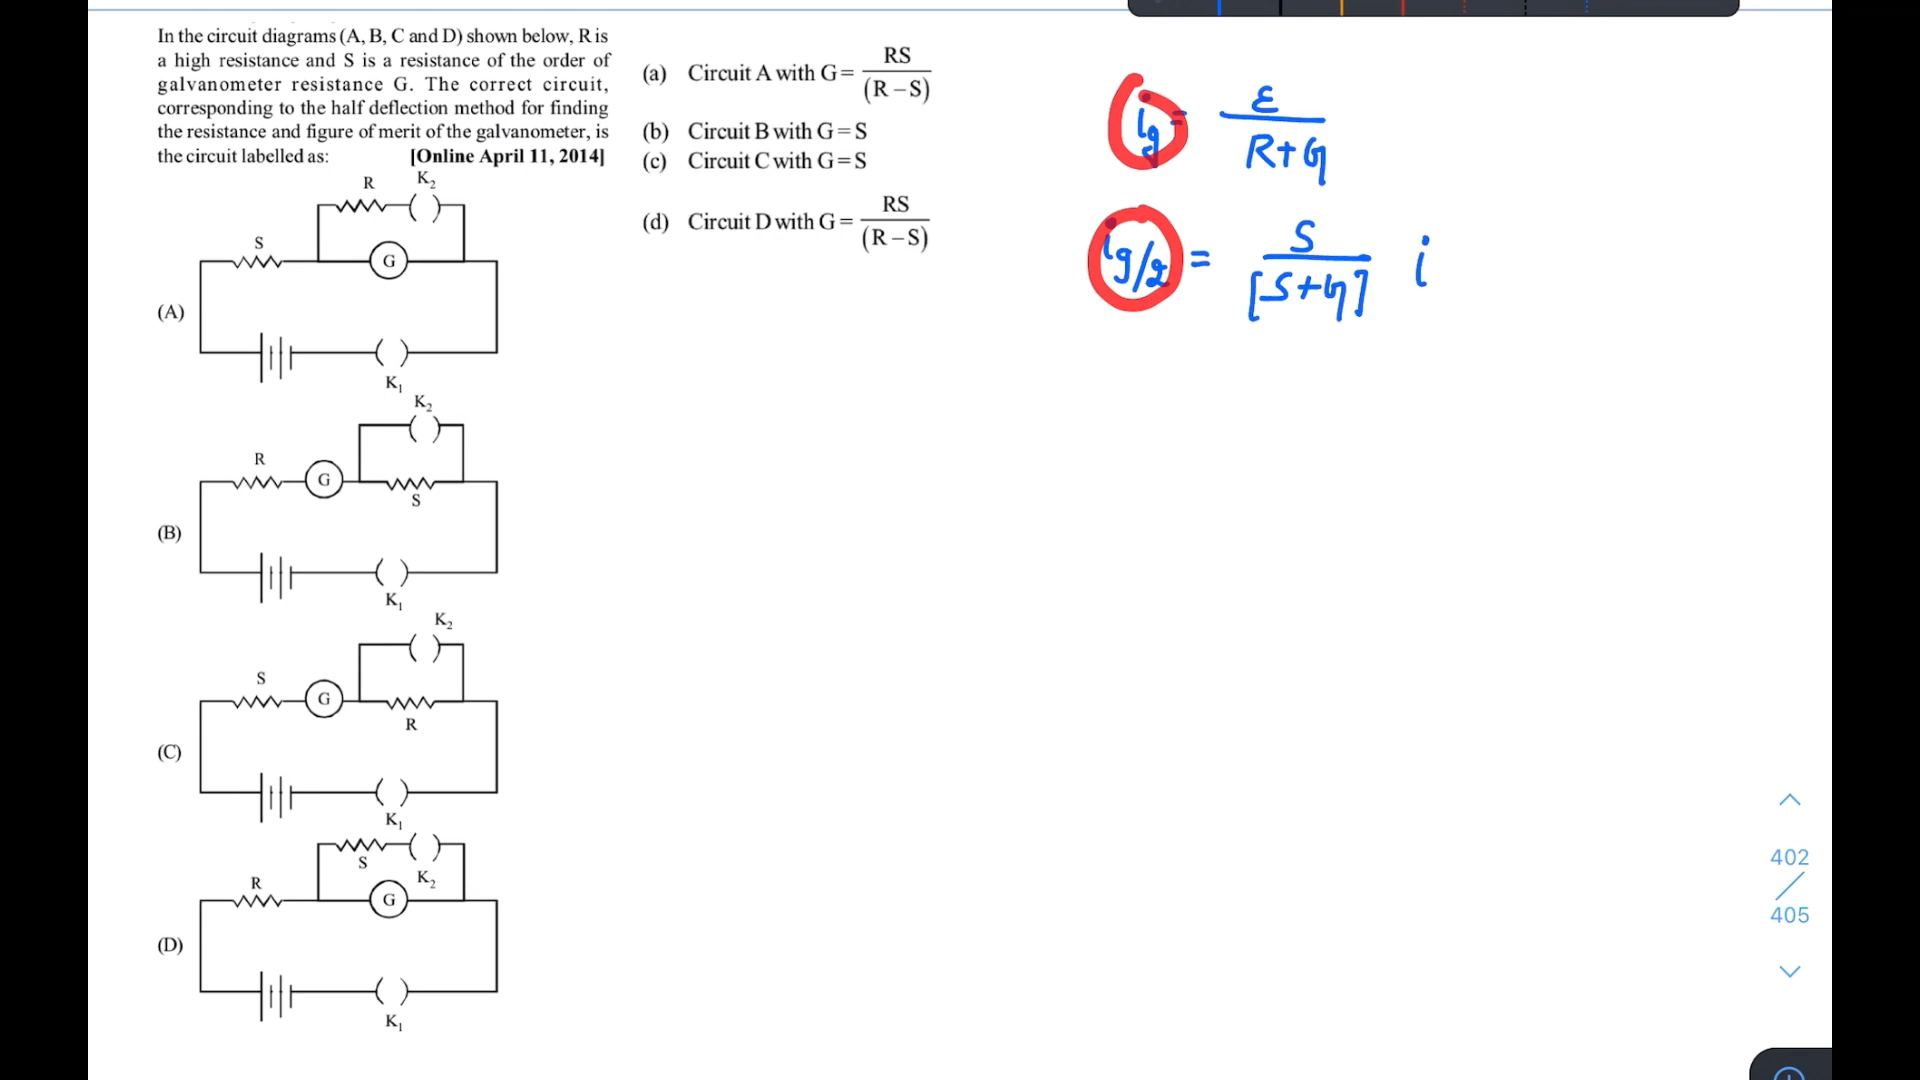 In the circuit diagrams (A, B, C and D) shown below, R is
a high resistance and S is a resistance of the order of
galvanometer resistance G. The correct circuit,
corresponding to the half deflection method for finding
the resistance and figure of merit of the galvanometer, is
the circuit labelled as: [Online April 11, 2014]
R K2
S
G
(A)
K1
K2
R
G
S
(B)
K1
K2
S
G
R
(C)
K1
S
K2
R
G
(D)
K1
(a) Circuit A with G = RS
(R – S)
(b) Circuit B with G = S
(c) Circuit C with G = S
(d) Circuit D with G = RS
(R – S)
ig = ε
R+G
ig/2 = S i
[S+G]
402
405